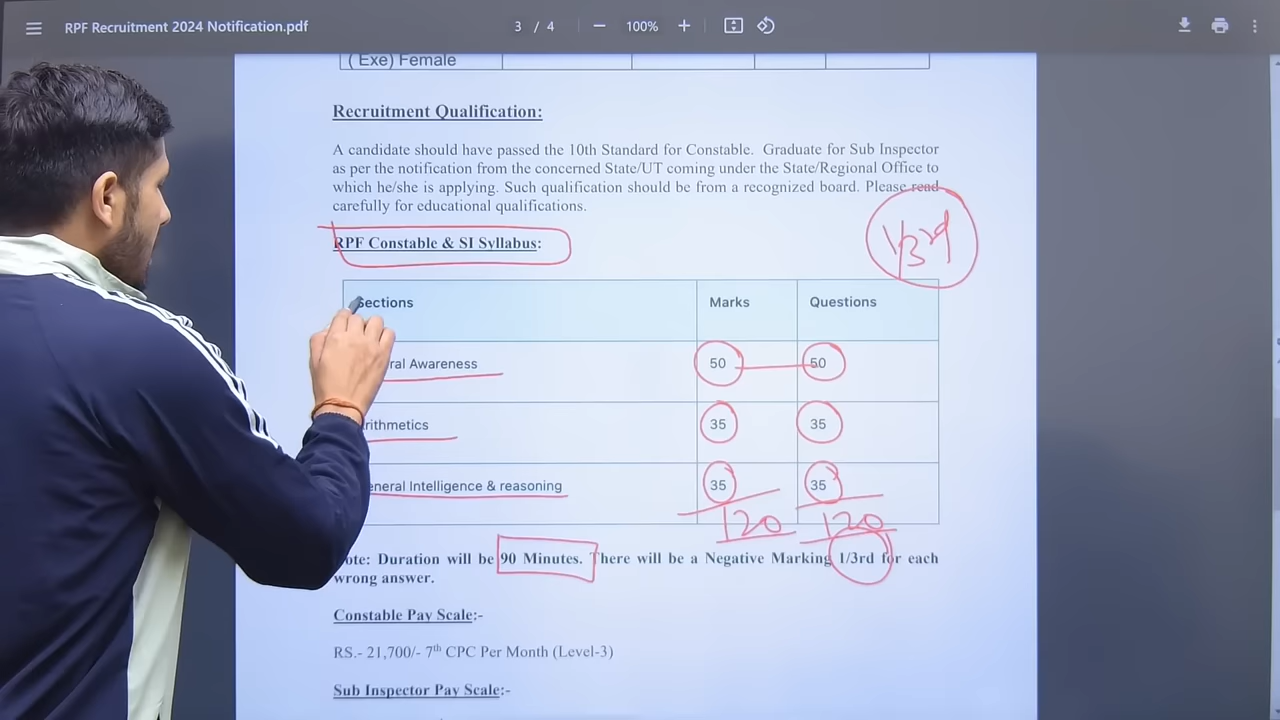 RPF Recruitment 2024 Notification.pdf
3 / 4
100%
( Exe) Female
Recruitment Qualification:
A candidate should have passed the 10th Standard for Constable. Graduate for Sub Inspector
as per the notification from the concerned State/UT coming under the State/Regional Office to
which he/she is applying. Such qualification should be from a recognized board. Please read
carefully for educational qualifications.
1/3rd
RPF Constable & SI Syllabus:
Sections Marks Questions
Awareness 50 50
35 35
& reasoning 35 35
120 120
Duration will be 90 Minutes. There will be a Negative Marking 1/3rd for each
wrong answer.
Constable Pay Scale:-
RS.- 21,700/- 7th CPC Per Month (Level-3)
Sub Inspector Pay Scale:-